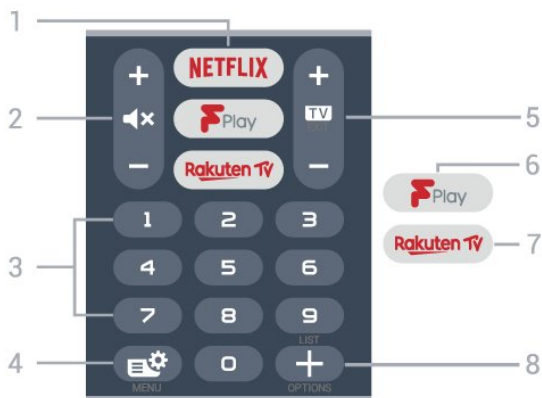 1
NETFLIX
+ +
2
TV
EXIT
5
F Play
— —
Rakuten TV
6
F Play
1 2 3
Rakuten TV
7
3
4 5 6
7 8 9
LIST
4
0
+
8
MENU
OPTIONS